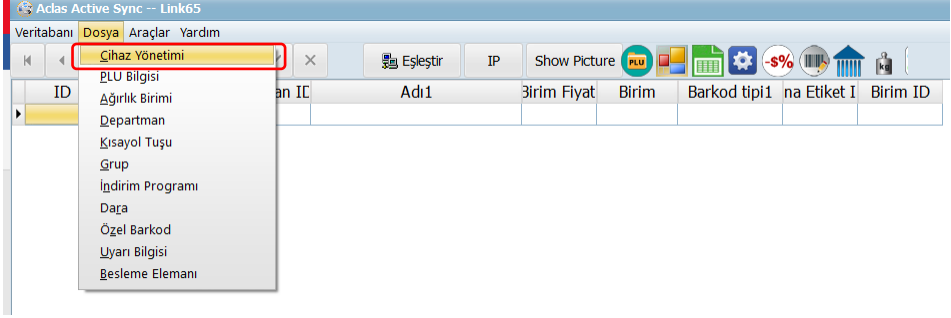 Aclas Active Sync -- Link65
Veritabanı Dosya Araçlar Yardım
Cihaz Yönetimi
Eşleştir IP Show Picture PLU -$% kg
PLU Bilgisi
ID an ID Adı1 Birim Fiyat Birim Barkod tipi1 na Etiket I Birim ID
Ağırlık Birimi
Departman
Kısayol Tuşu
Grup
İndirim Programı
Dara
Özel Barkod
Uyarı Bilgisi
Besleme Elemanı